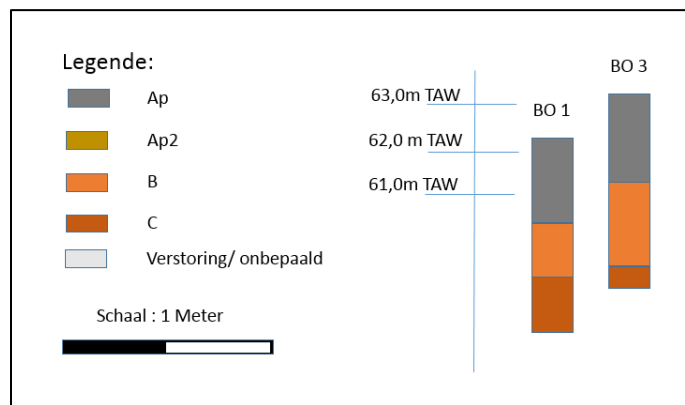 Legende:
Ap
Ap2
B
C
Verstoring/ onbepaald
Schaal : 1 Meter
63,0m TAW
62,0 m TAW
61,0m TAW
BO 1
BO 3